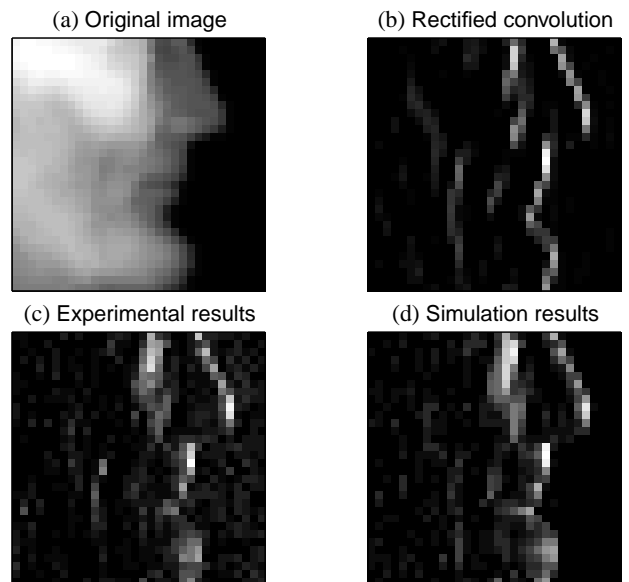 (a) Original image
(b) Rectified convolution
(c) Experimental results
(d) Simulation results